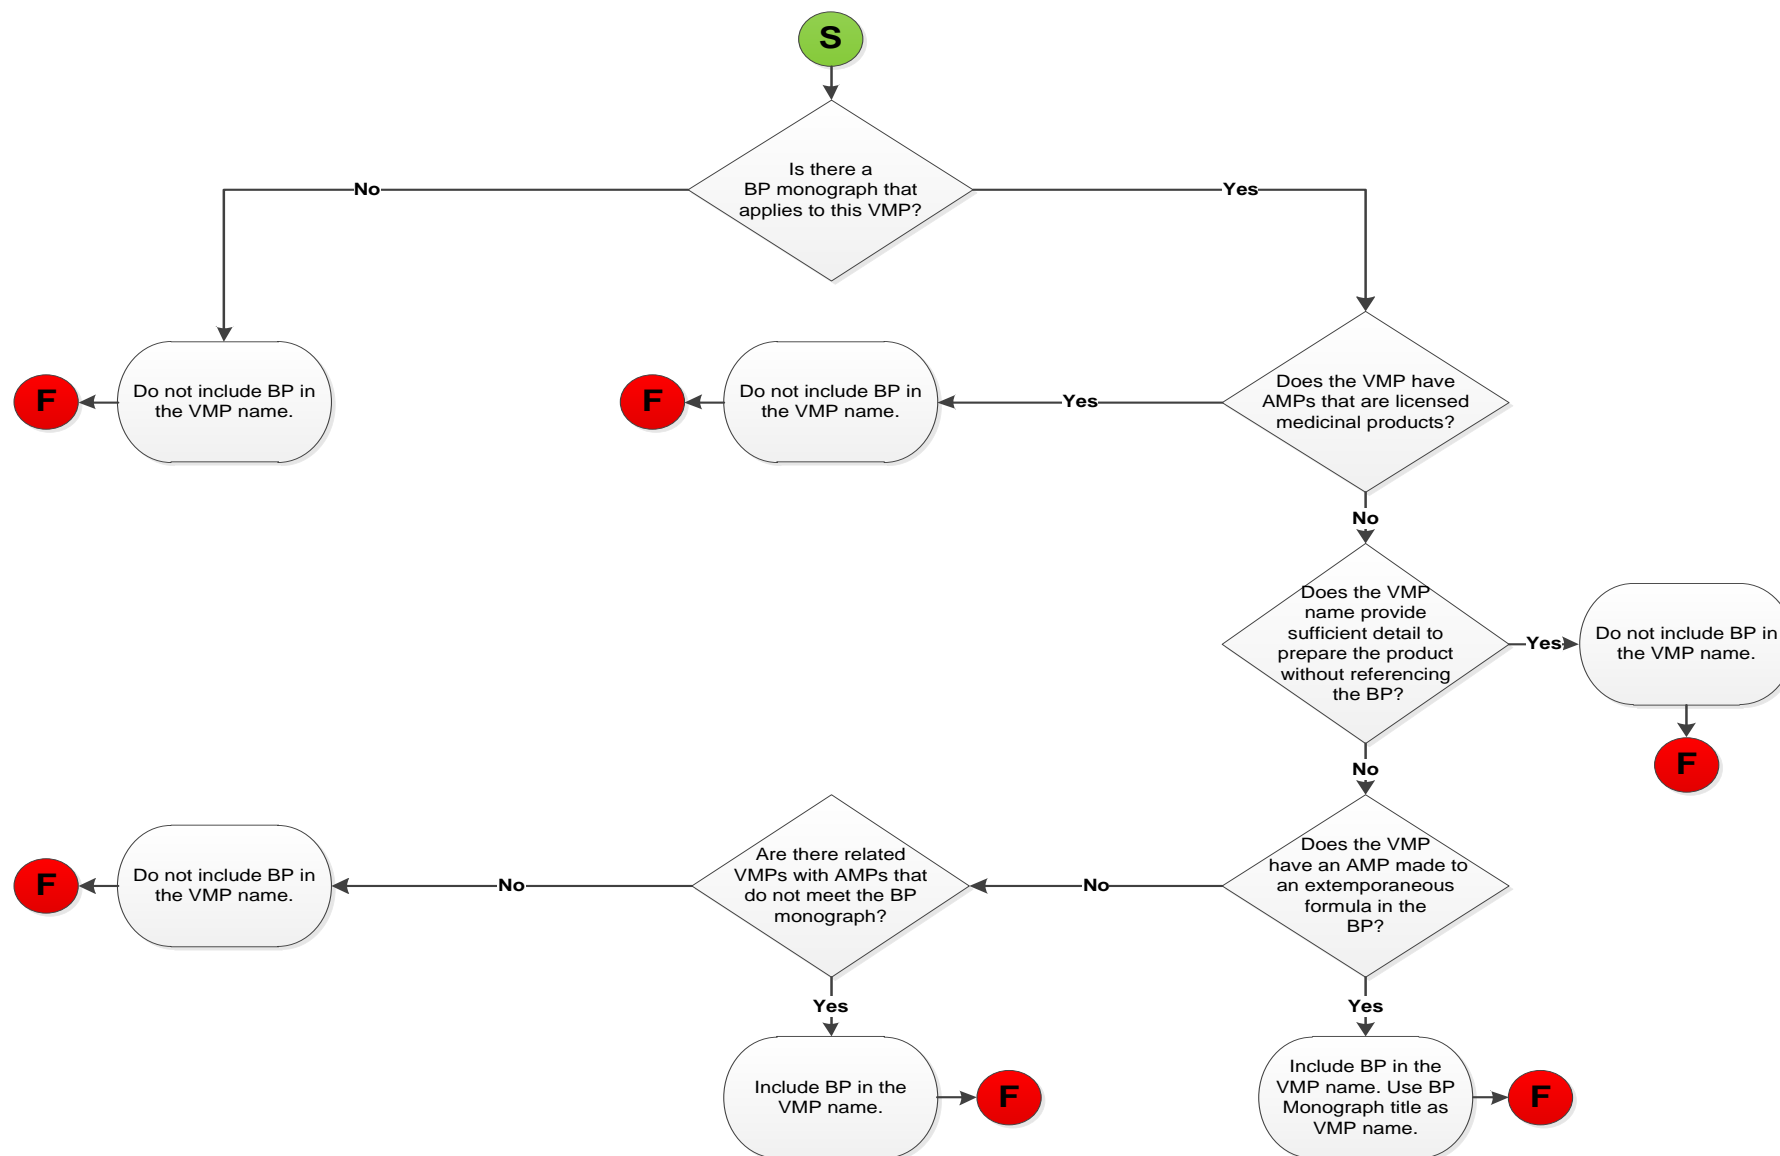 S
Is there a
BP monograph that
applies to this VMP?
No
Yes
Do not include BP in
the VMP name.
F
Do not include BP in
the VMP name.
F
Yes
Does the VMP have
AMPs that are licensed
medicinal products?
No
Does the VMP
name provide
sufficient detail to
prepare the product
without referencing
the BP?
Yes
Do not include BP in
the VMP name.
F
No
Does the VMP
have an AMP made to
an extemporaneous
formula in the
BP?
No
Are there related
VMPs with AMPs that
do not meet the BP
monograph?
No
Do not include BP in
the VMP name.
F
Yes
Include BP in the
VMP name.
F
Yes
Include BP in the
VMP name. Use BP
Monograph title as
VMP name.
F